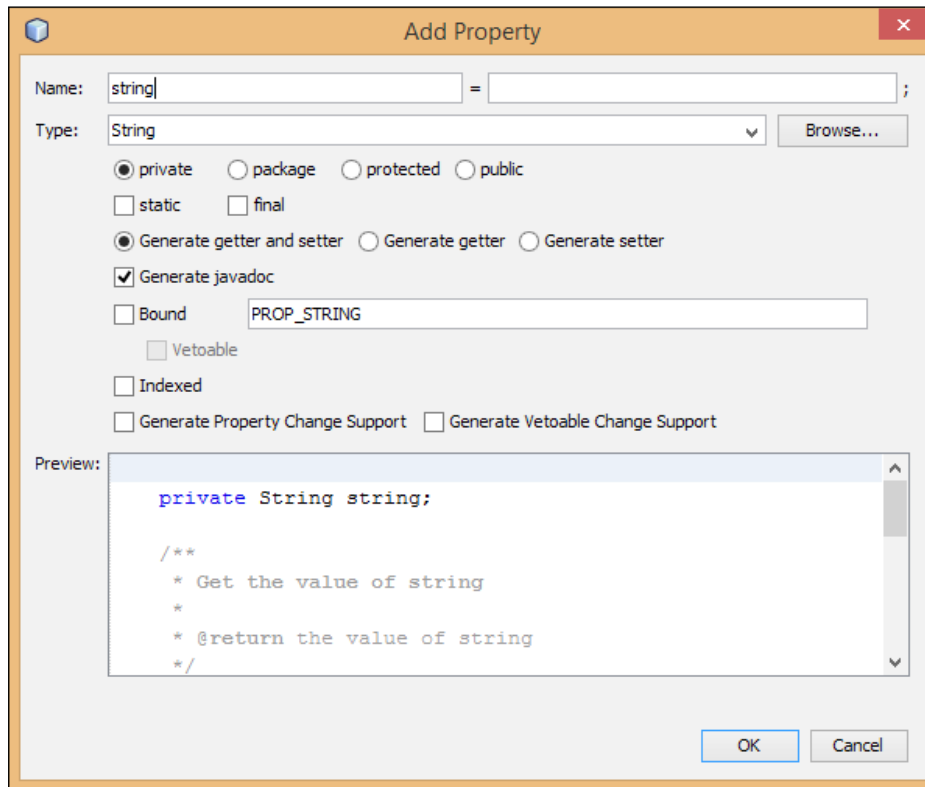 Add Property
Name: string = ;
Type: String Browse...
private package protected public
static final
Generate getter and setter Generate getter Generate setter
Generate javadoc
Bound PROP_STRING
Vetoable
Indexed
Generate Property Change Support Generate Vetoable Change Support
Preview:
private String string;
/**
* Get the value of string
*
* @return the value of string
*/
OK Cancel